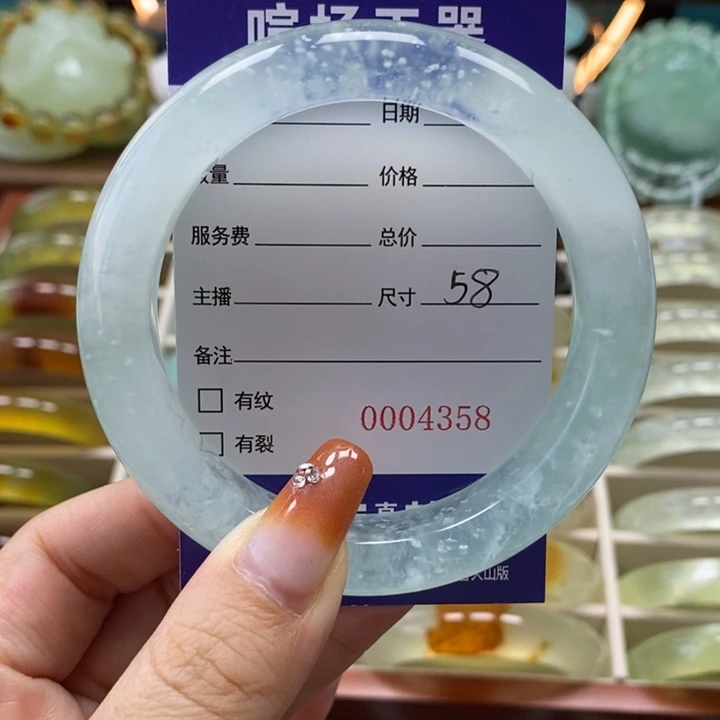 日期
量 价格
服务费 总价
主播 尺寸 58
备注
有纹
0004358
有裂